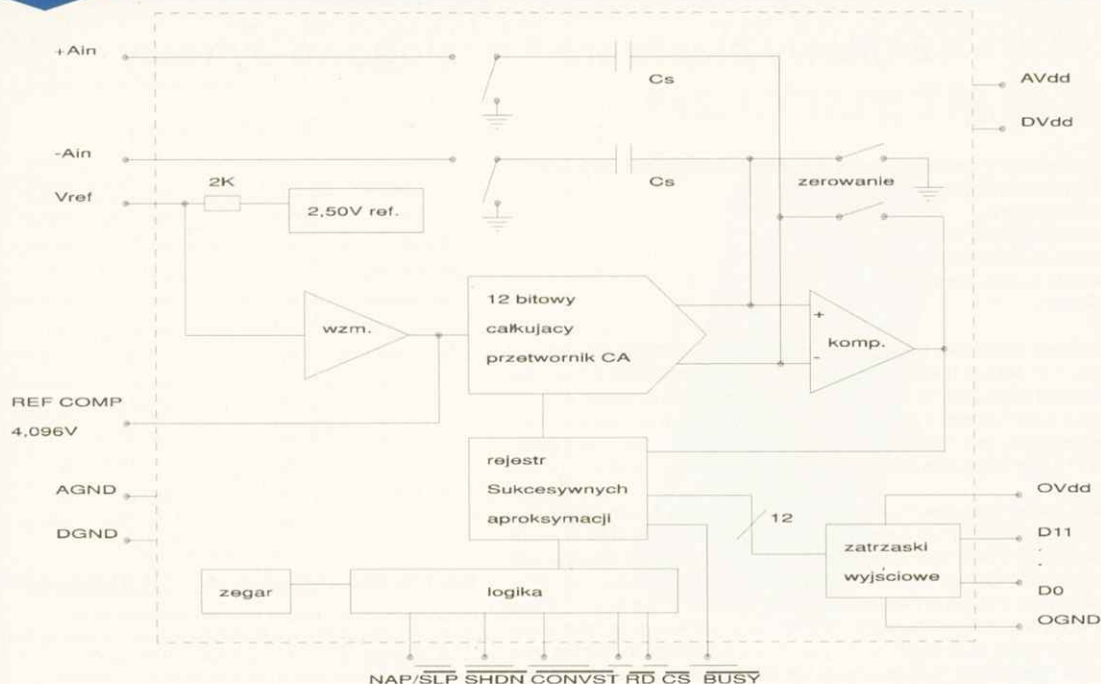 +Ain
Cs
AVdd
DVdd
-Ain
Cs
zerowanie
Vref
2K
2,50V ref.
12 bitowy
całkujacy
przetwornik CA
wzm.
+
-
komp.
REF COMP
4,096V
rejestr
Sukcesywnych
aproksymacji
AGND
DGND
12
zatrzaski
wyjściowe
OVdd
D11
.
D0
OGND
zegar
logika
NAP/SLP SHDN CONVST RD CS BUSY